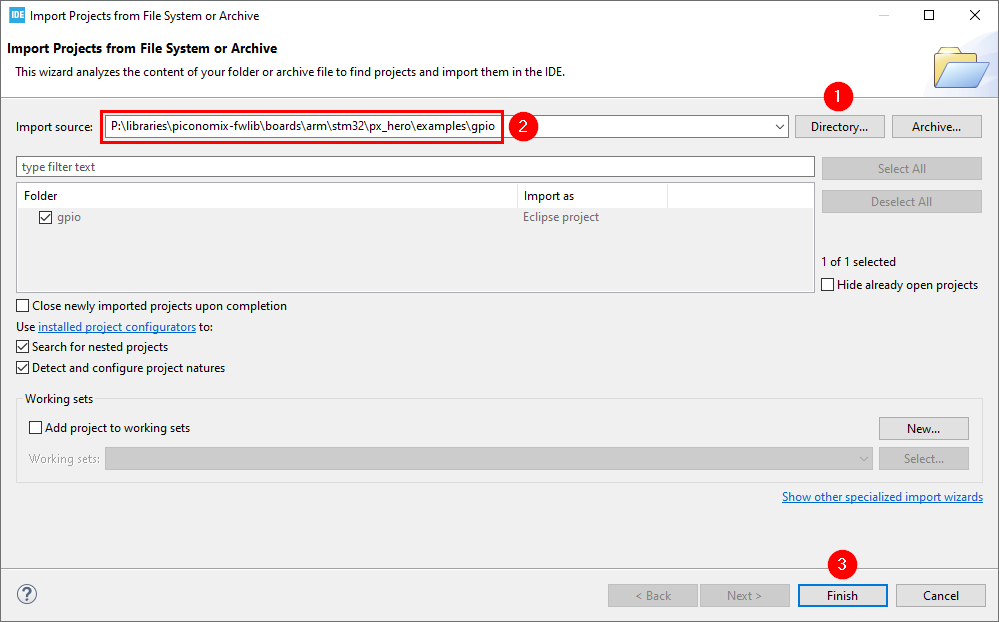 IDE Import Projects from File System or Archive
Import Projects from File System or Archive
This wizard analyzes the content of your folder or archive file to find projects and import them in the IDE.
1
Import source: P:\libraries\piconomix-fwlib\boards\arm\stm32\px_hero\examples\gpio 2 Directory... Archive...
type filter text Select All
Folder Import as Deselect All
gpio Eclipse project
1 of 1 selected
Hide already open projects
Close newly imported projects upon completion
Use installed project configurators to:
Search for nested projects
Detect and configure project natures
Working sets
Add project to working sets New...
Working sets: Select...
Show other specialized import wizards
3
? < Back Next > Finish Cancel